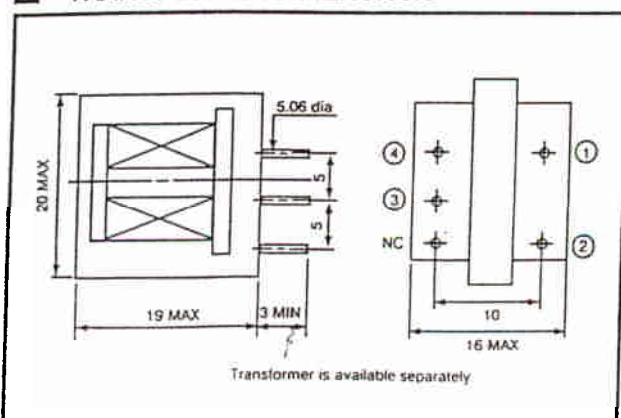 5.06 dia
20 MAX
5
5
19 MAX
3 MIN
4
1
3
NC
2
10
16 MAX
Transformer is available separately